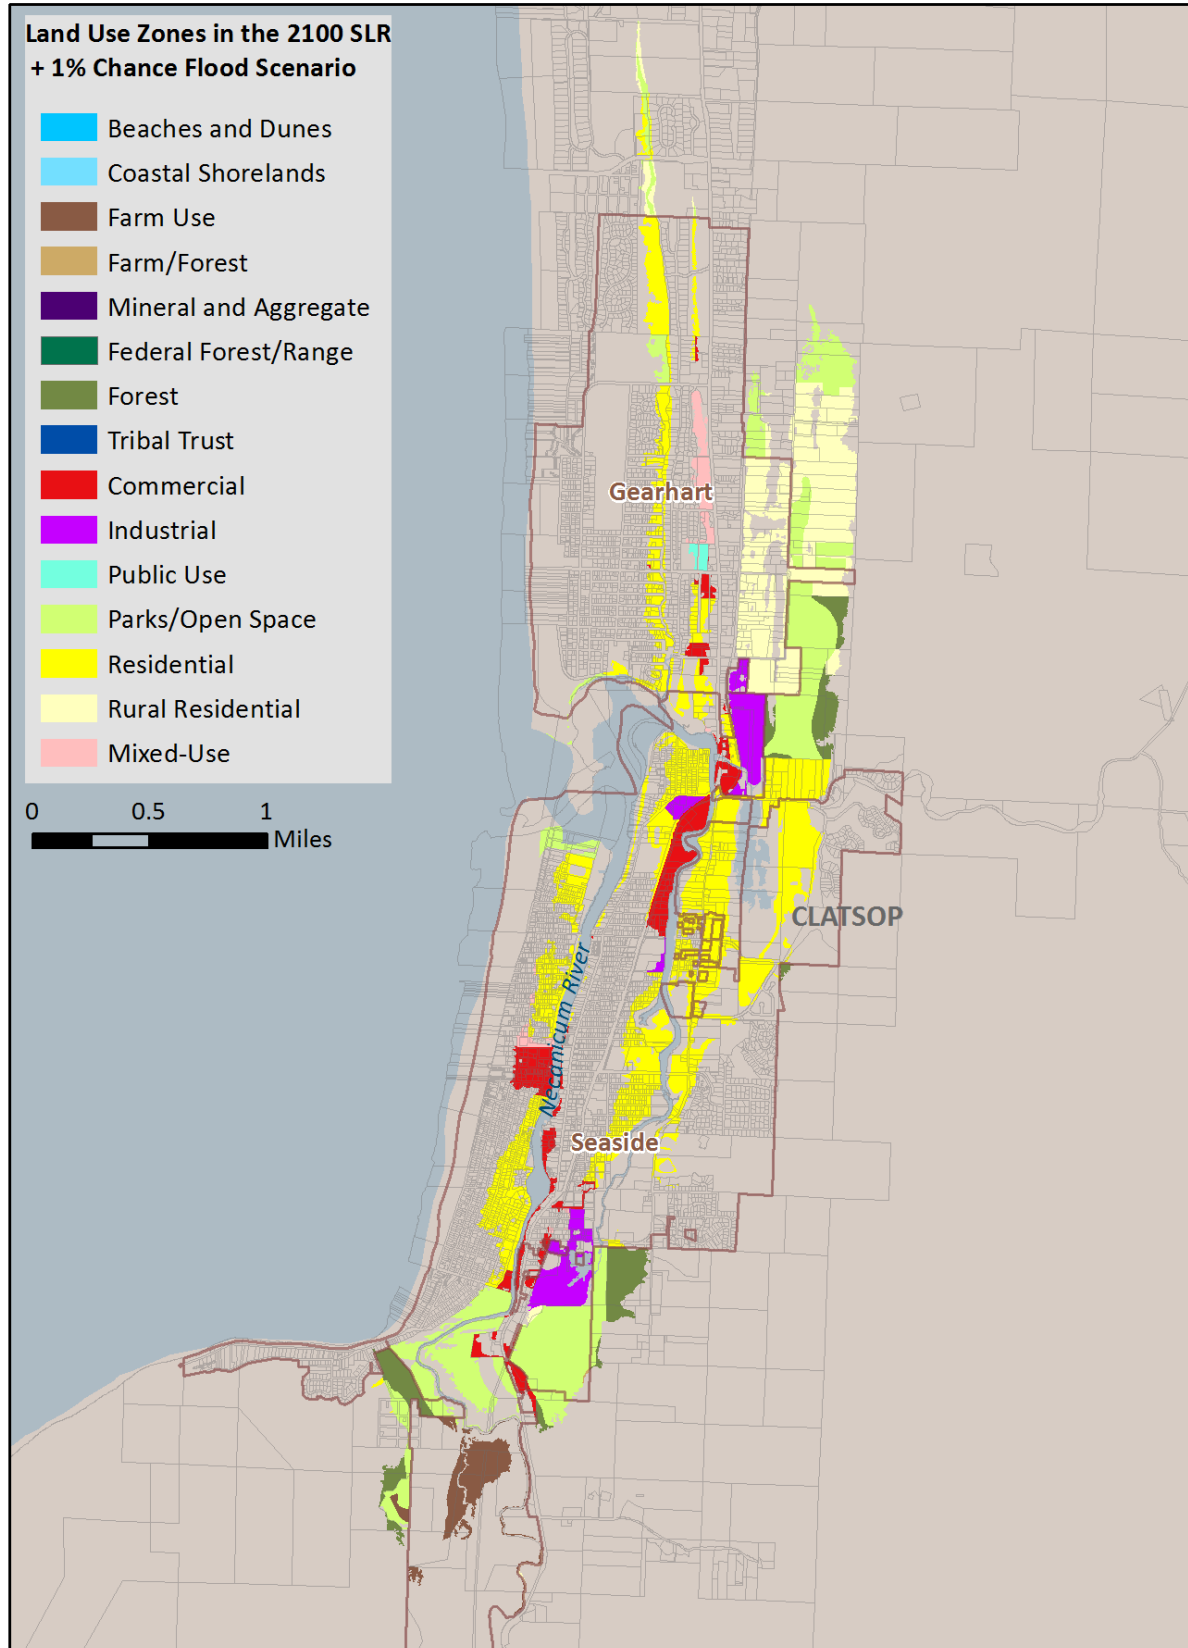 Land Use Zones in the 2100 SLR
+ 1% Chance Flood Scenario
Beaches and Dunes
Coastal Shorelands
Farm Use
Farm/Forest
Mineral and Aggregate
Federal Forest/Range
Forest
Tribal Trust
Commercial
Industrial
Public Use
Parks/Open Space
Residential
Rural Residential
Mixed-Use
0 0.5 1
Miles
Gearhart
CLATSOP
Necanicum River
Seaside